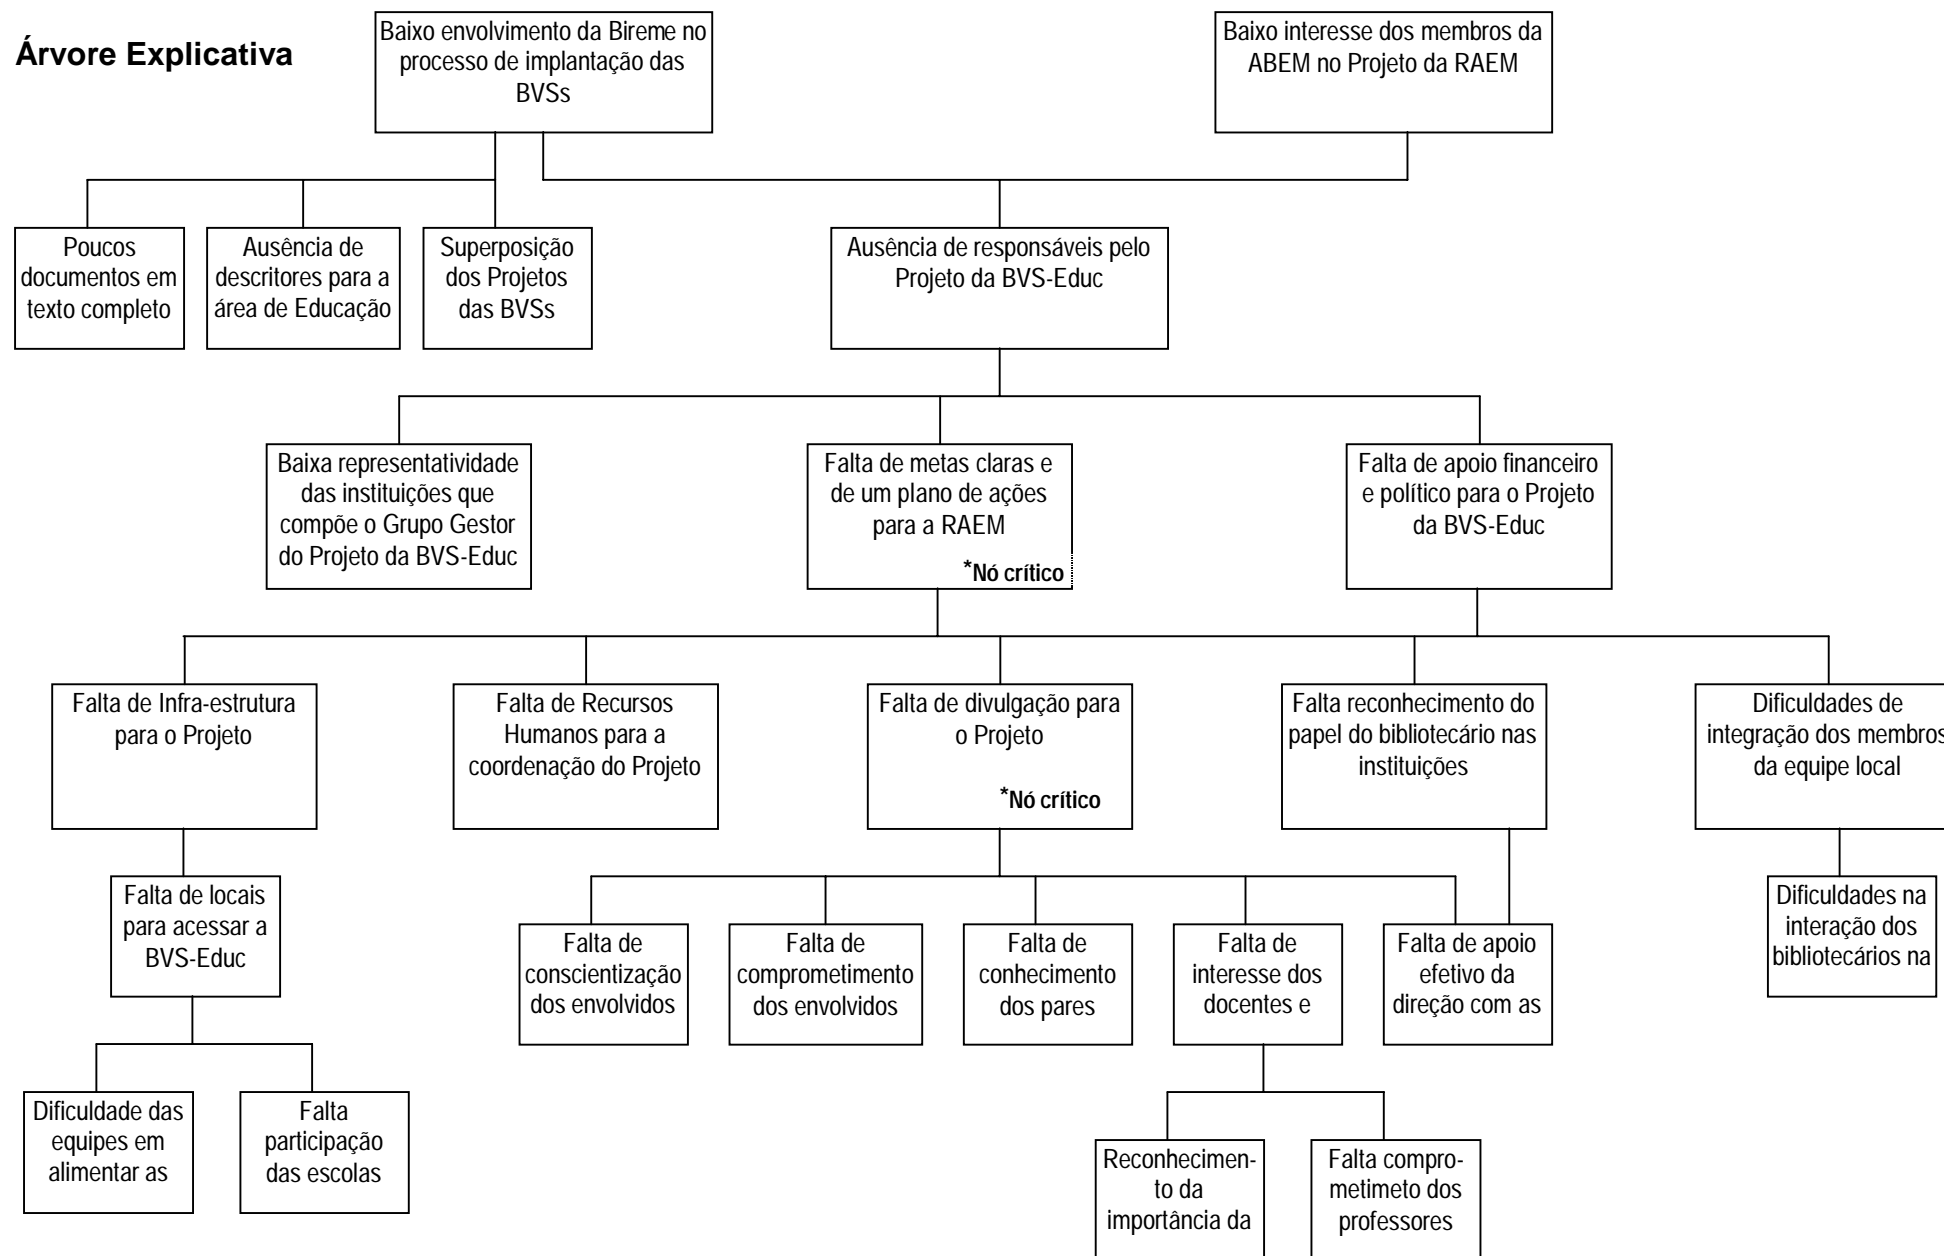 Árvore Explicativa
Baixo envolvimento da Bireme no
processo de implantação das
BVSs
Baixo interesse dos membros da
ABEM no Projeto da RAEM
Poucos
documentos em
texto completo
Ausência de
descritores para a
área de Educação
Superposição
dos Projetos
das BVSs
Ausência de responsáveis pelo
Projeto da BVS-Educ
Baixa representatividade
das instituições que
compõe o Grupo Gestor
do Projeto da BVS-Educ
Falta de metas claras e
de um plano de ações
para a RAEM
*Nó crítico
Falta de apoio financeiro
e político para o Projeto
da BVS-Educ
Falta de Infra-estrutura
para o Projeto
Falta de Recursos
Humanos para a
coordenação do Projeto
Falta de divulgação para
o Projeto
*Nó crítico
Falta reconhecimento do
papel do bibliotecário nas
instituições
Dificuldades de
integração dos membros
da equipe local
Falta de locais
para acessar a
BVS-Educ
Falta de
conscientização
dos envolvidos
Falta de
comprometimento
dos envolvidos
Falta de
conhecimento
dos pares
Falta de
interesse dos
docentes e
Falta de apoio
efetivo da
direção com as
Dificuldades na
interação dos
bibliotecários na
Dificuldade das
equipes em
alimentar as
Falta
participação
das escolas
Reconhecimen-
to da
importância da
Falta compro-
metimeto dos
professores